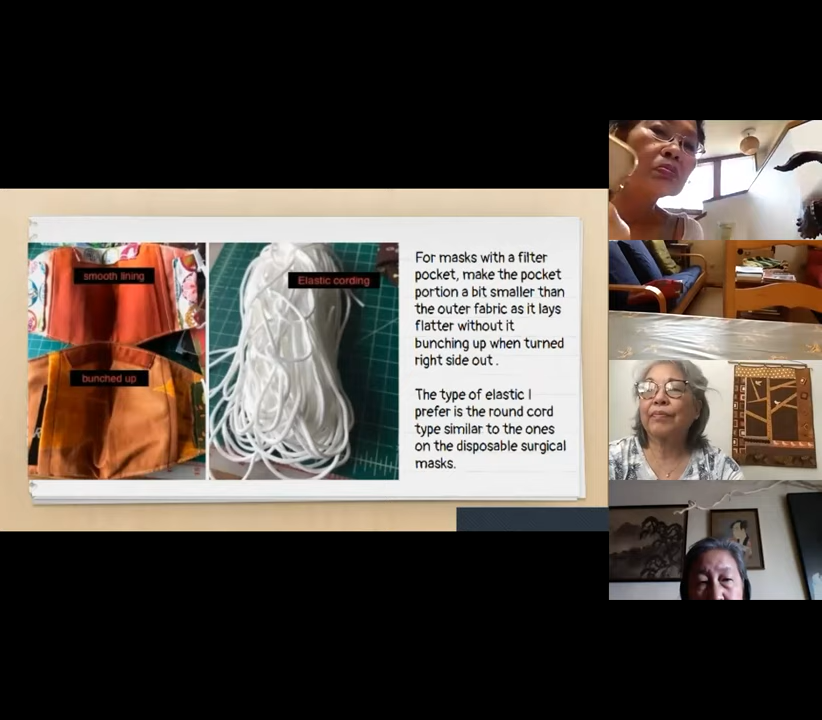 smooth lining
bunched up
Elastic cording
For masks with a filter
pocket, make the pocket
portion a bit smaller than
the outer fabric as it lays
flatter without it
bunching up when turned
right side out .
The type of elastic I
prefer is the round cord
type similar to the ones
on the disposable surgical
masks.